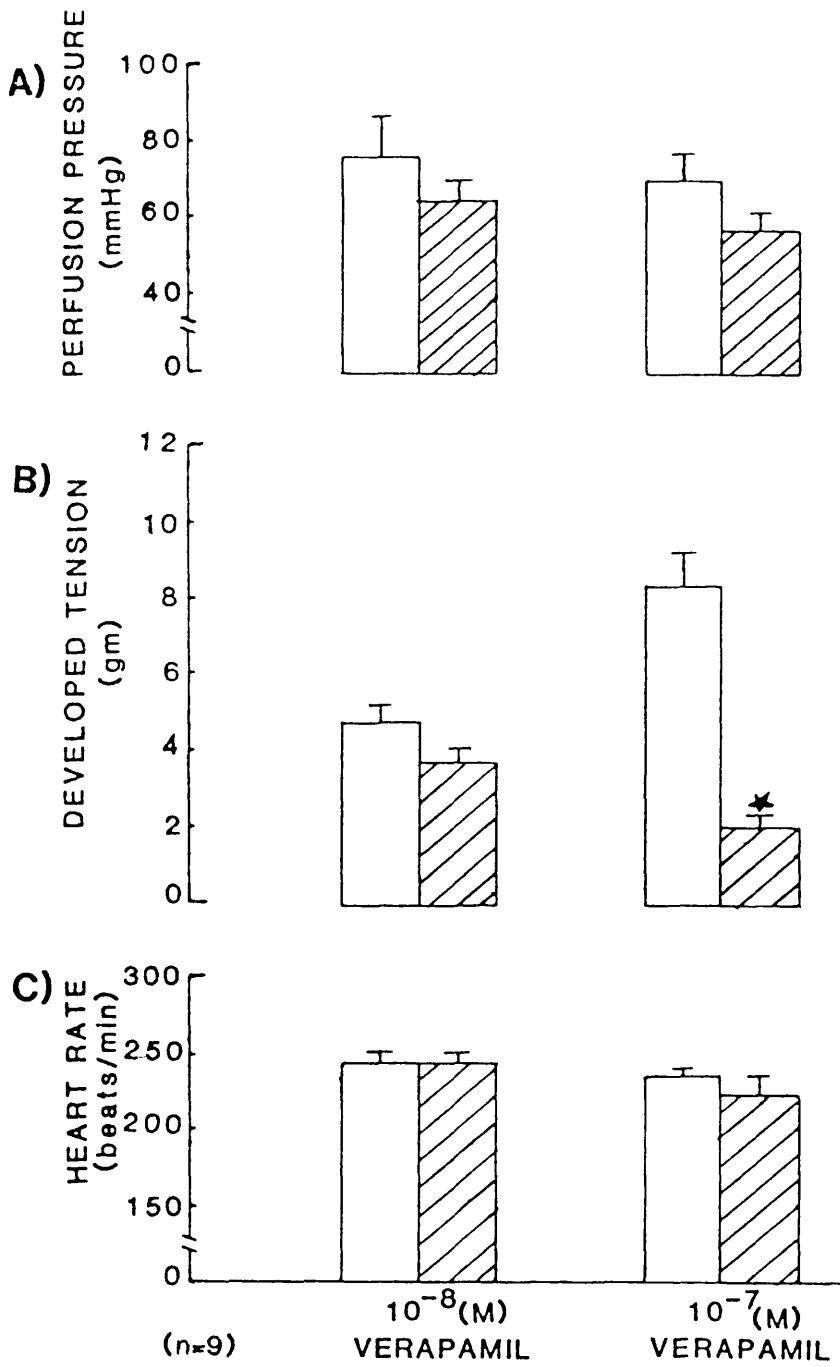 A)
PERFUSION PRESSURE
(mmHg)
100
80
60
40
0
B)
DEVELOPED TENSION
(gm)
12
10
8
6
4
2
0
★
C)
HEART RATE
(beats/min)
300
250
200
150
0
10⁻⁸(M) 10⁻⁷(M)
(n=9) VERAPAMIL VERAPAMIL